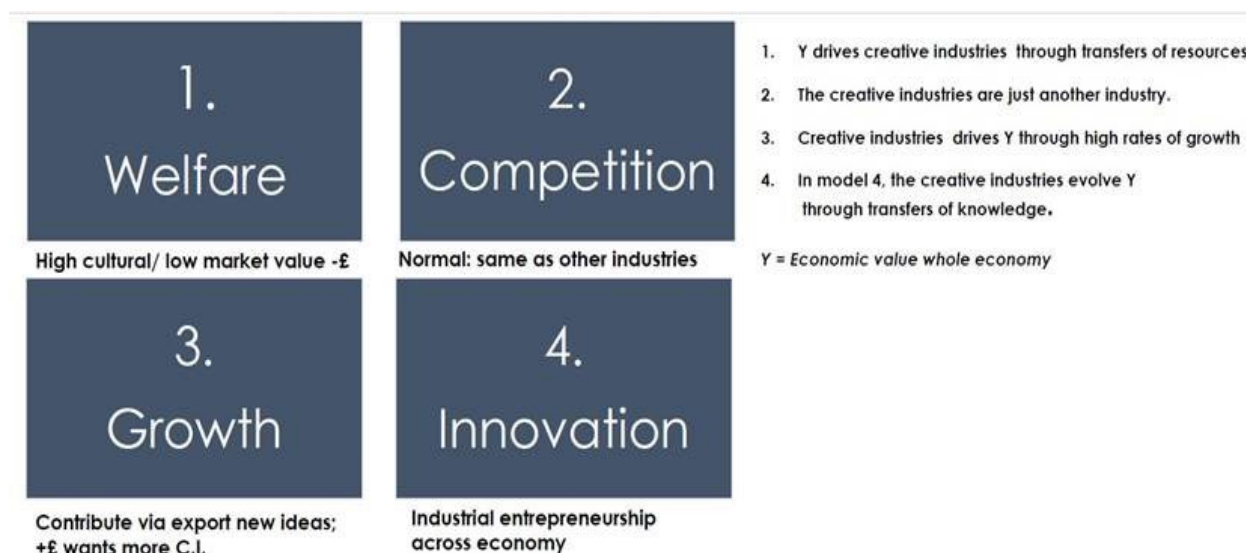 1.
Welfare
High cultural/ low market value -£
2.
Competition
Normal: same as other industries
3.
Growth
Contribute via export new ideas;
+£ wants more C.I.
4.
Innovation
Industrial entrepreneurship
across economy
1. Y drives creative industries through transfers of resources
2. The creative industries are just another industry.
3. Creative industries drives Y through high rates of growth
4. In model 4, the creative industries evolve Y
through transfers of knowledge.
Y = Economic value whole economy